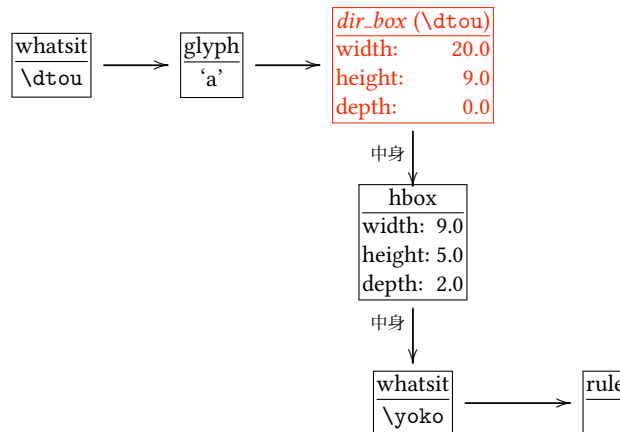 whatsit
\dtou
glyph
‘a’
dir_box (\dtou)
width: 20.0
height: 9.0
depth: 0.0
中身
hbox
width: 9.0
height: 5.0
depth: 2.0
中身
whatsit
\yoko
rule